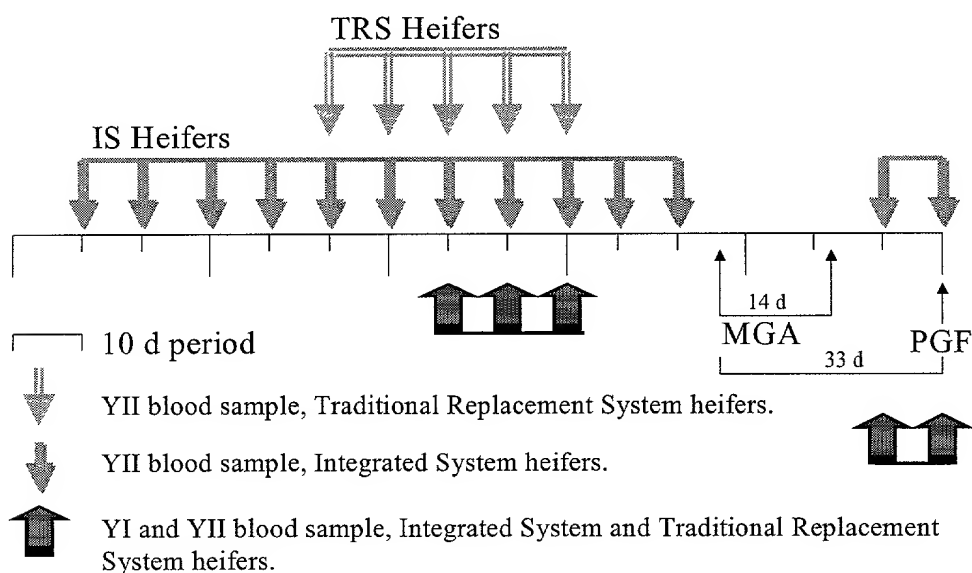 TRS Heifers
IS Heifers
14 d
MGA
PGF
33 d
10 d period
YII blood sample, Traditional Replacement System heifers.
YII blood sample, Integrated System heifers.
YI and YII blood sample, Integrated System and Traditional Replacement
System heifers.